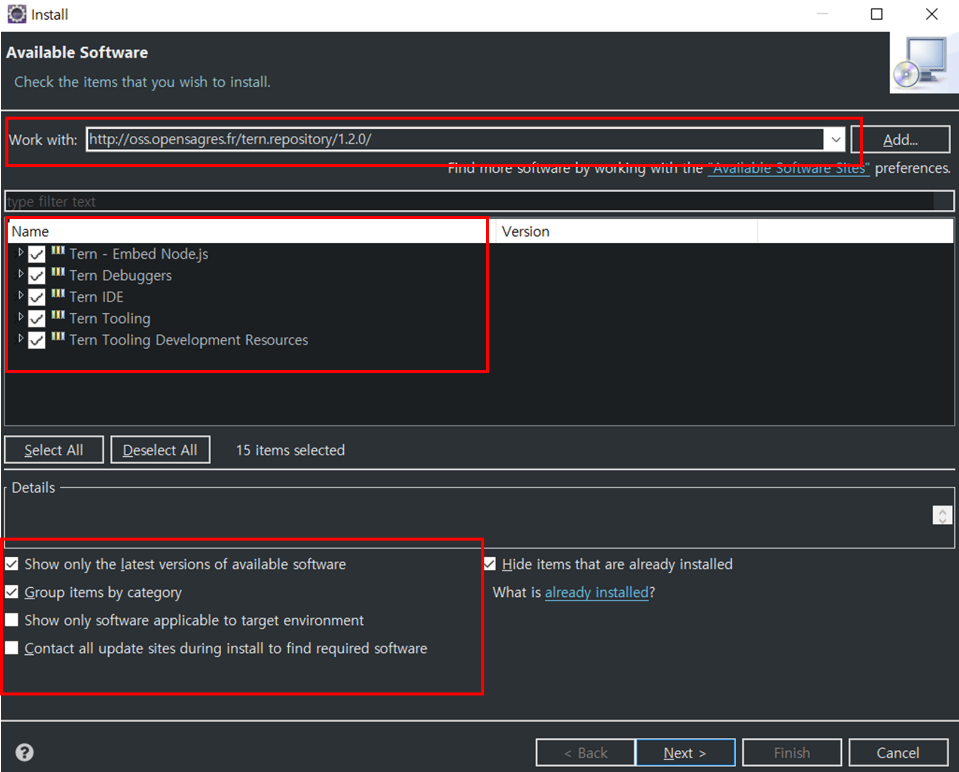 Install
Available Software
Check the items that you wish to install.
Work with: http://oss.opensagres.fr/tern.repository/1.2.0/ Add...
Find more software by working with the "Available Software Sites" preferences.
type filter text
Name Version
Tern - Embed Node.js
Tern Debuggers
Tern IDE
Tern Tooling
Tern Tooling Development Resources
Select All Deselect All 15 items selected
Details
Show only the latest versions of available software Hide items that are already installed
Group items by category What is already installed?
Show only software applicable to target environment
Contact all update sites during install to find required software
? < Back Next > Finish Cancel